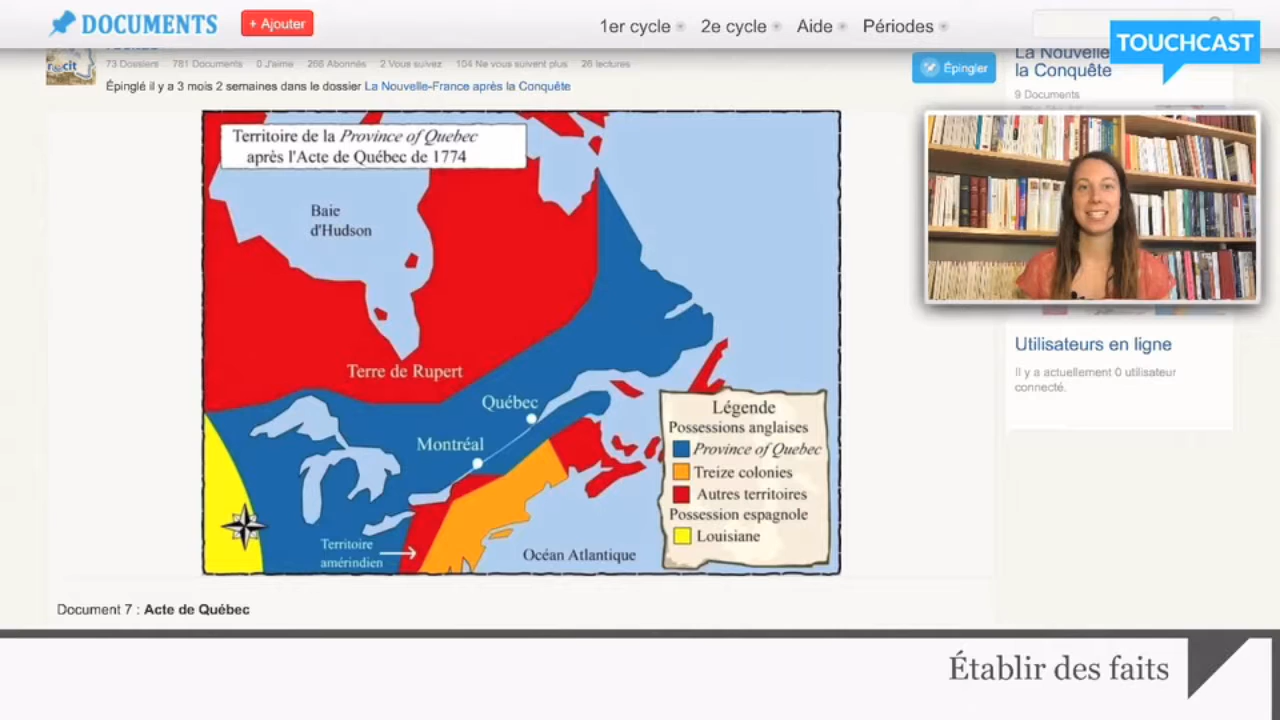 DOCUMENTS
+ Ajouter
1er cycle
2e cycle
Aide
Périodes
TOUCHCAST
récit
73 Dossiers 781 Documents 0 J'aime 266 Abonnés 2 Vous suivez 104 Ne vous suivent plus 26 lectures
Épinglé il y a 3 mois 2 semaines dans le dossier La Nouvelle-France après la Conquête
Épingler
La Nouvelle
la Conquête
9 Documents
Territoire de la Province of Quebec
après l'Acte de Québec de 1774
Baie
d'Hudson
Terre de Rupert
Québec
Montréal
Territoire
amérindien
Océan Atlantique
Légende
Possessions anglaises
Province of Quebec
Treize colonies
Autres territoires
Possession espagnole
Louisiane
Utilisateurs en ligne
Il y a actuellement 0 utilisateur
connecté.
Document 7 : Acte de Québec
Établir des faits